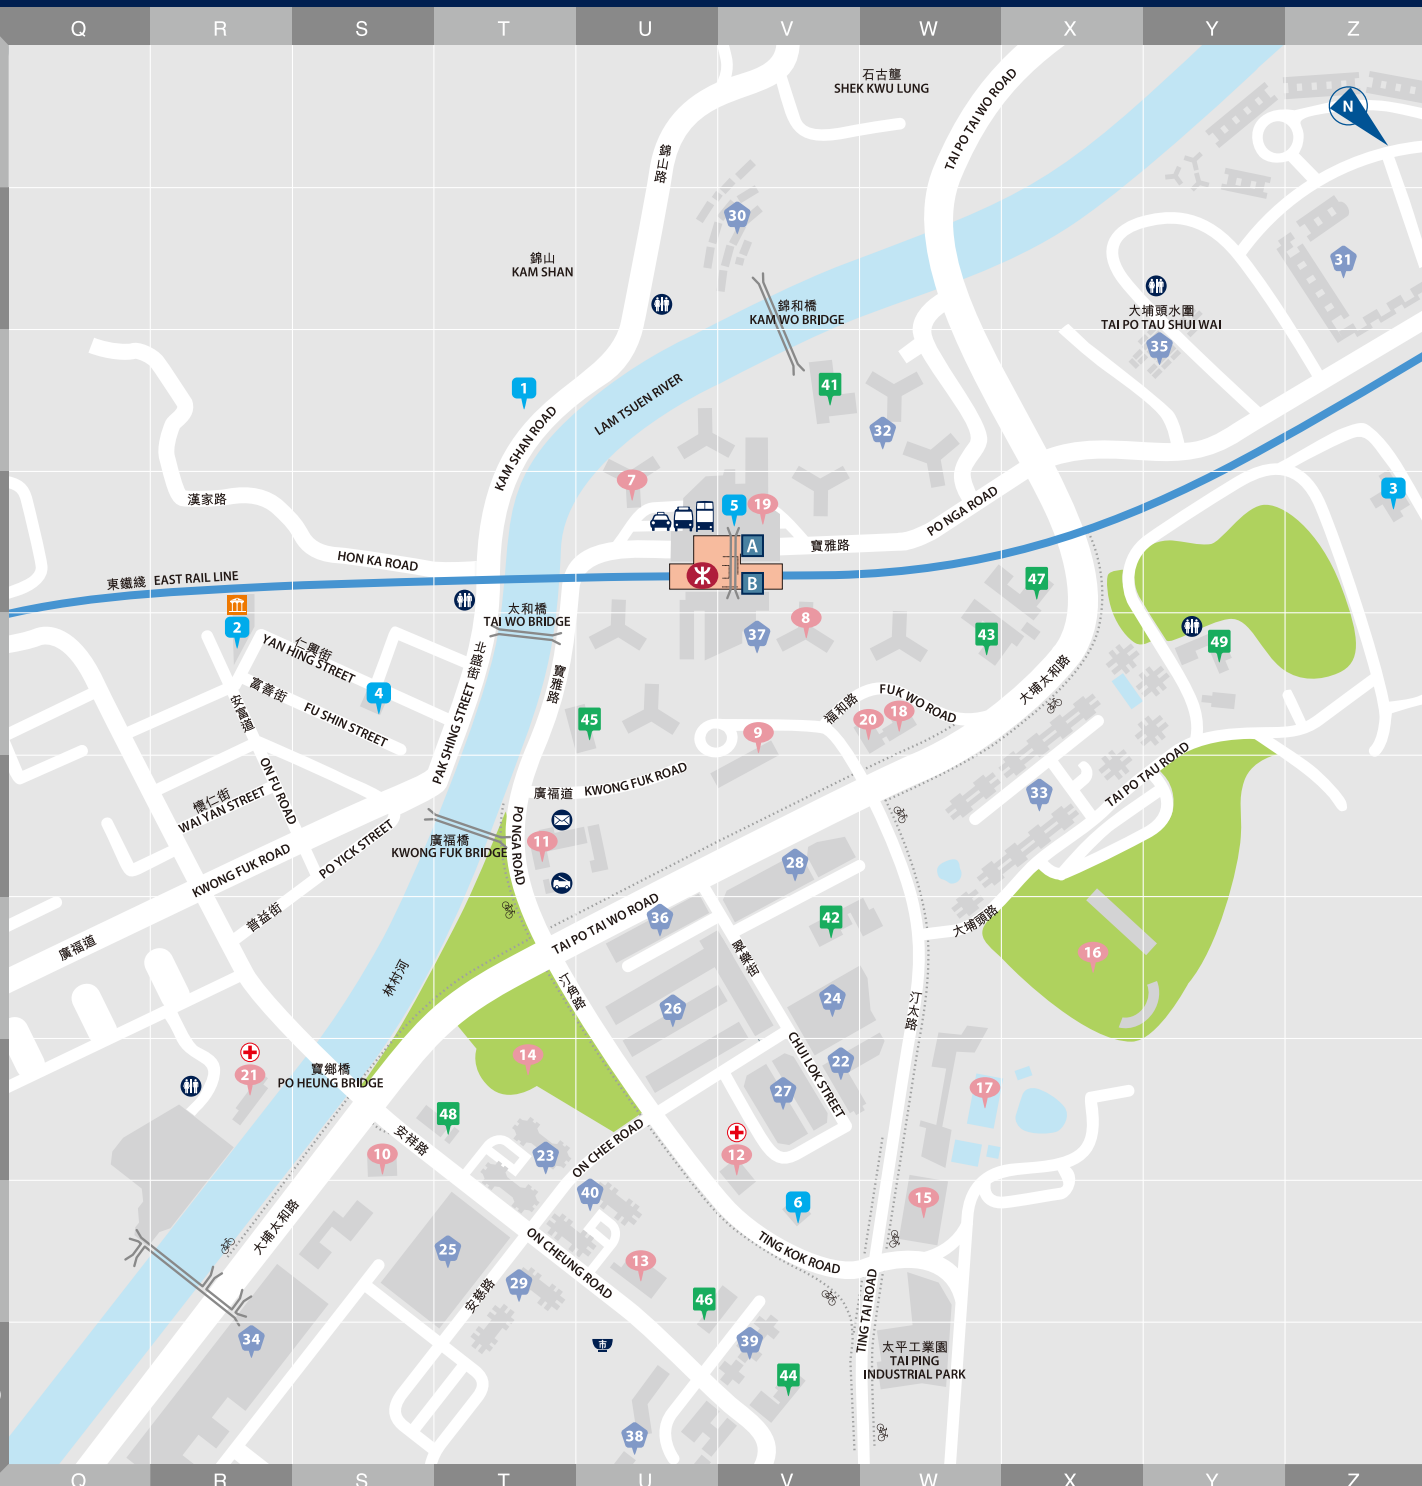 Q R S T U V W X Y Z
石古壟
SHEK KWU LUNG
TAI PO TAI WO ROAD
N
錦山路
30
31
錦山
KAM SHAN
錦和橋
KAM WO BRIDGE
大埔頭水圍
TAI PO TAU SHUI WAI
35
1
41
LAM TSUEN RIVER
KAM SHAN ROAD
32
7
漢家路
5
19
3
PO NGA ROAD
A
寶雅路
HON KA ROAD
東鐵綫 EAST RAIL LINE
B
47
太和橋
TAI WO BRIDGE
2
8
37
43
49
仁興街
YAN HING STREET
北盛街
寶雅路
大埔太和路
富善街
4
FU SHIN STREET
安富道
PAK SHING STREET
45
福和路
FUK WO ROAD
20
18
9
ON FU ROAD
廣福道
KWONG FUK ROAD
TAI PO TAU ROAD
33
懷仁街
WAI YAN STREET
PO NGA ROAD
廣福橋
KWONG FUK BRIDGE
11
PO YICK STREET
KWONG FUK ROAD
28
普益街
TAI PO TAI WO ROAD
36
42
大埔頭路
廣福道
翠樂街
16
林村河
汀角路
26
24
汀太路
21
寶鄉橋
PO HEUNG BRIDGE
14
CHUI LOK STREET
22
27
17
48
安祥路
10
23
ON CHEE ROAD
12
40
15
6
大埔太和路
25
ON CHEUNG ROAD
TING KOK ROAD
13
安慈路
29
46
TING TAI ROAD
34
市
39
太平工業園
TAI PING
INDUSTRIAL PARK
44
38
Q R S T U V W X Y Z